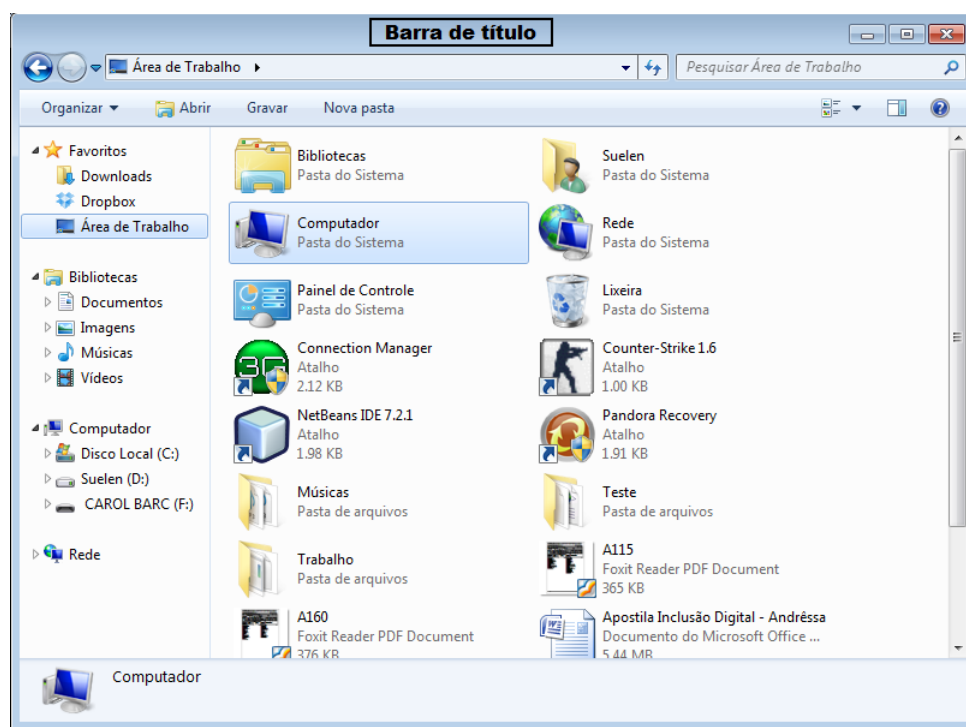 Barra de título
Área de Trabalho
Pesquisar Área de Trabalho
Organizar
Abrir
Gravar
Nova pasta
Favoritos
Downloads
Dropbox
Área de Trabalho
Bibliotecas
Documentos
Imagens
Músicas
Vídeos
Computador
Disco Local (C:)
Suelen (D:)
CAROL BARC (F:)
Rede
Bibliotecas
Pasta do Sistema
Suelen
Pasta do Sistema
Computador
Pasta do Sistema
Rede
Pasta do Sistema
Painel de Controle
Pasta do Sistema
Lixeira
Pasta do Sistema
3G
Connection Manager
Atalho
2.12 KB
Counter-Strike 1.6
Atalho
1.00 KB
NetBeans IDE 7.2.1
Atalho
1.98 KB
Pandora Recovery
Atalho
1.91 KB
Músicas
Pasta de arquivos
Teste
Pasta de arquivos
Trabalho
Pasta de arquivos
A115
Foxit Reader PDF Document
365 KB
A160
Foxit Reader PDF Document
376 KB
Apostila Inclusão Digital - Andrêssa
Documento do Microsoft Office ...
5.44 MB
Computador